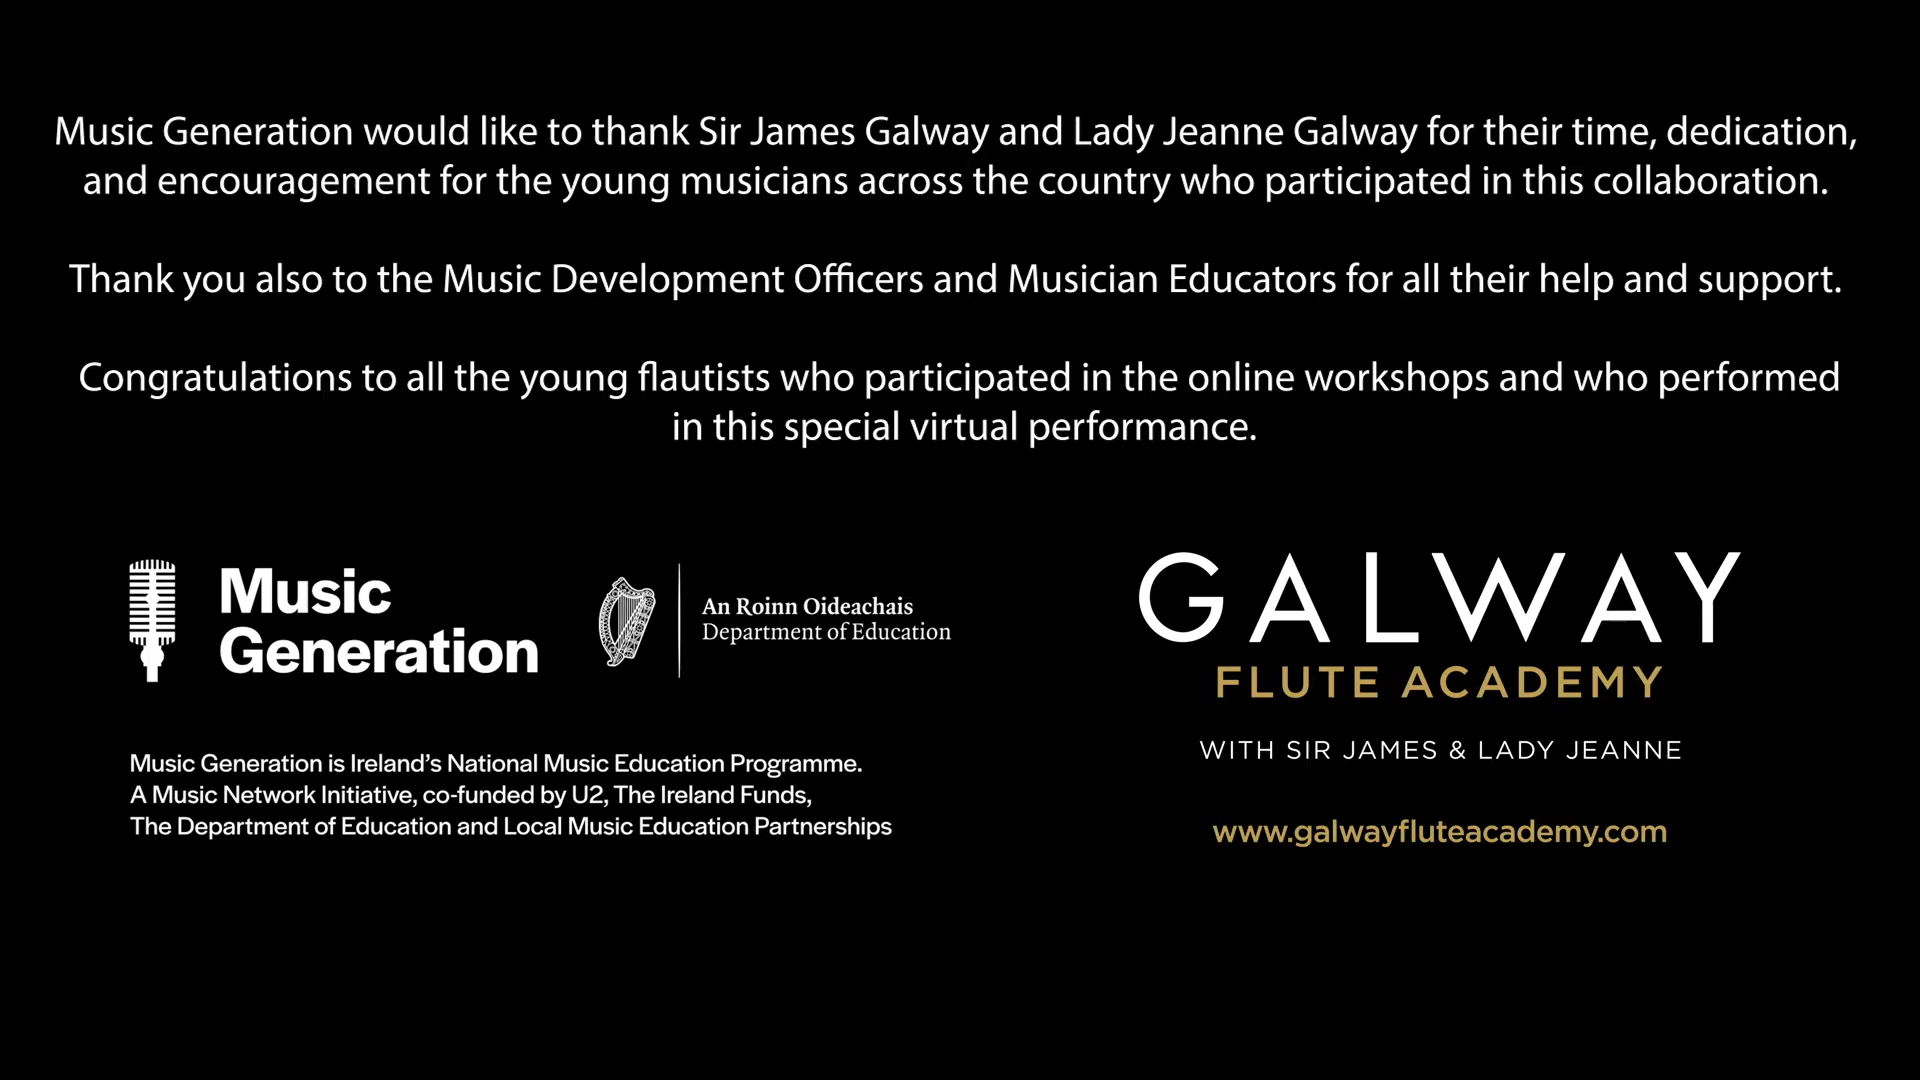 Music Generation would like to thank Sir James Galway and Lady Jeanne Galway for their time, dedication,
and encouragement for the young musicians across the country who participated in this collaboration.
Thank you also to the Music Development Officers and Musician Educators for all their help and support.
Congratulations to all the young flautists who participated in the online workshops and who performed
in this special virtual performance.
Music
Generation
An Roinn Oideachais
Department of Education
Music Generation is Ireland's National Music Education Programme.
A Music Network Initiative, co-funded by U2, The Ireland Funds,
The Department of Education and Local Music Education Partnerships
GALWAY
FLUTE ACADEMY
WITH SIR JAMES & LADY JEANNE
www.galwayfluteacademy.com